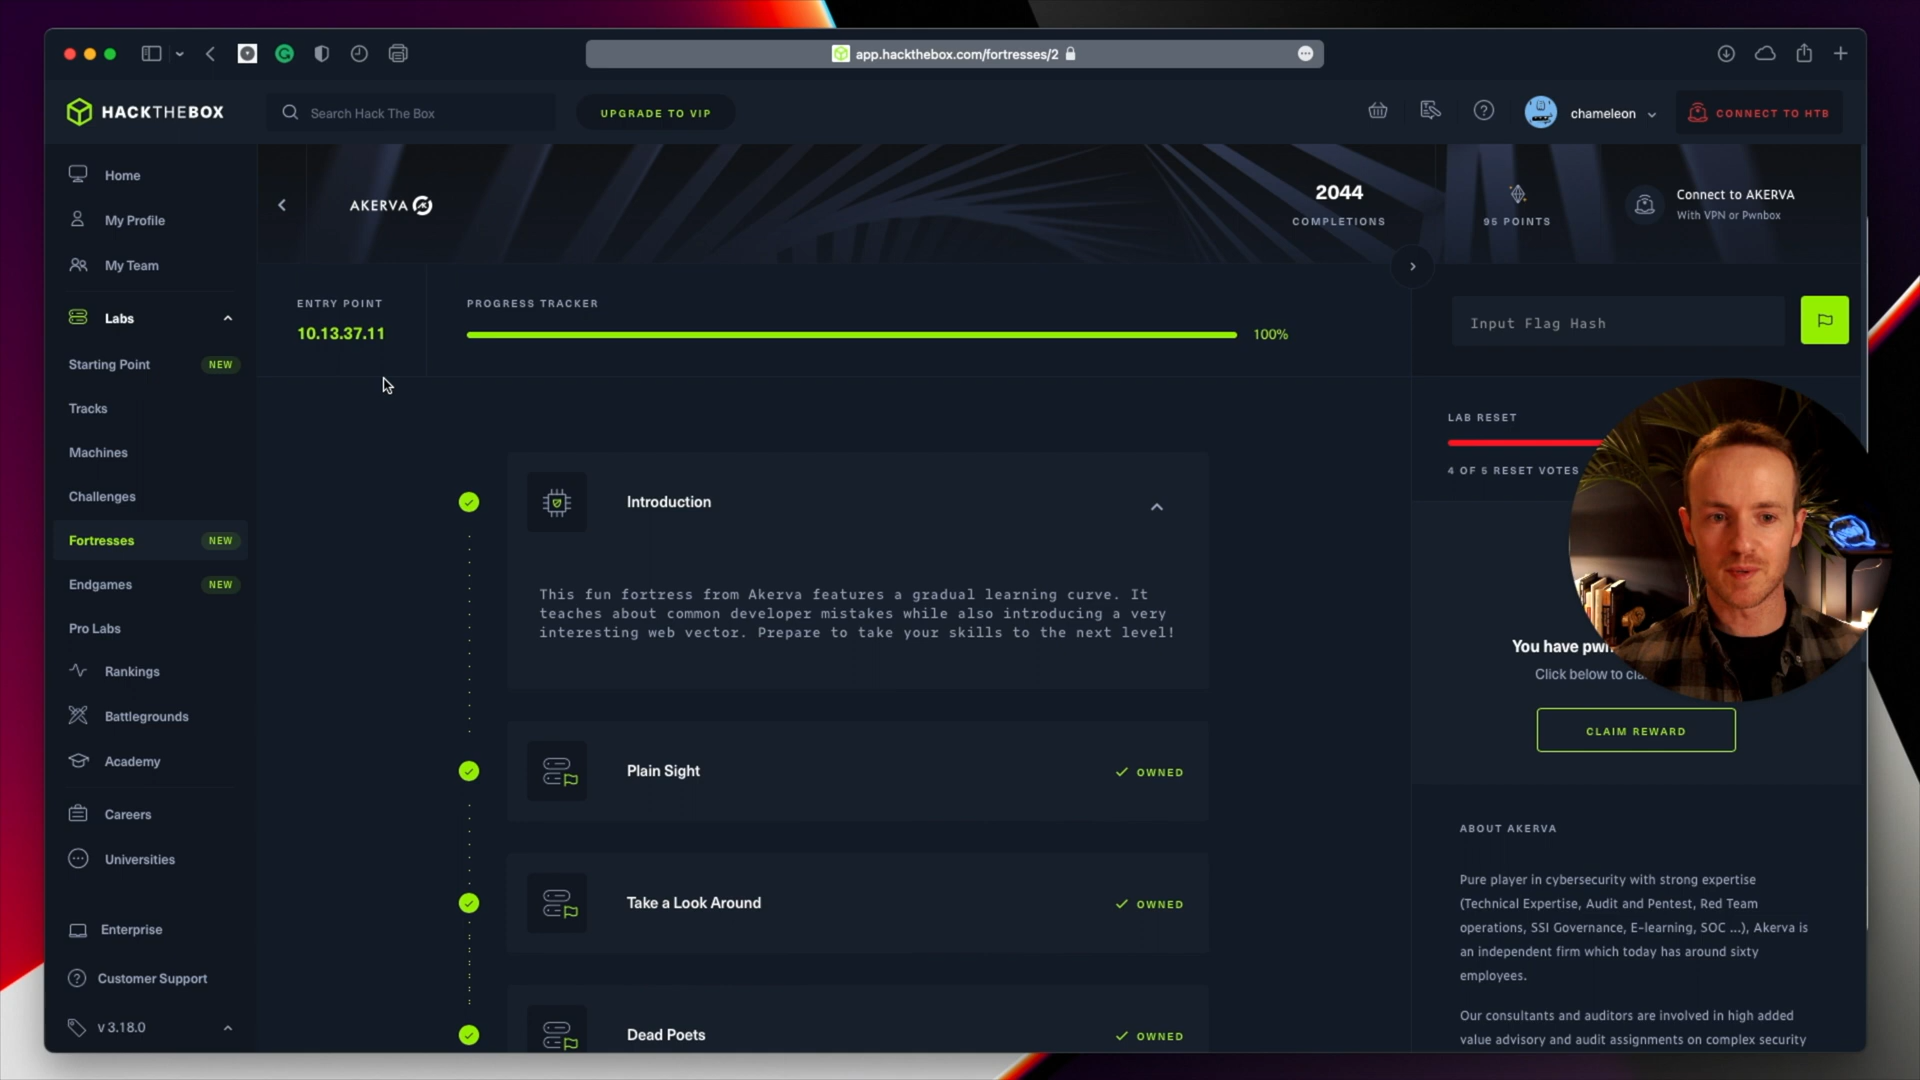 app.hackthebox.com/fortresses/2
HACKTHEBOX
Search Hack The Box
UPGRADE TO VIP
chameleon
CONNECT TO HTB
Home
My Profile
My Team
Labs
Starting Point NEW
Tracks
Machines
Challenges
Fortresses NEW
Endgames NEW
Pro Labs
Rankings
Battlegrounds
Academy
Careers
Universities
Enterprise
Customer Support
v 3.18.0
AKERVA
2044
COMPLETIONS
95 POINTS
Connect to AKERVA
With VPN or Pwnbox
ENTRY POINT
10.13.37.11
PROGRESS TRACKER
100%
Input Flag Hash
Introduction
This fun fortress from Akerva features a gradual learning curve. It
teaches about common developer mistakes while also introducing a very
interesting web vector. Prepare to take your skills to the next level!
Plain Sight
OWNED
Take a Look Around
OWNED
Dead Poets
OWNED
LAB RESET
4 OF 5 RESET VOTES
You have
Click below to
CLAIM REWARD
ABOUT AKERVA
Pure player in cybersecurity with strong expertise
(Technical Expertise, Audit and Pentest, Red Team
operations, SSI Governance, E-learning, SOC ...), Akerva is
an independent firm which today has around sixty
employees.
Our consultants and auditors are involved in high added
value advisory and audit assignments on complex security